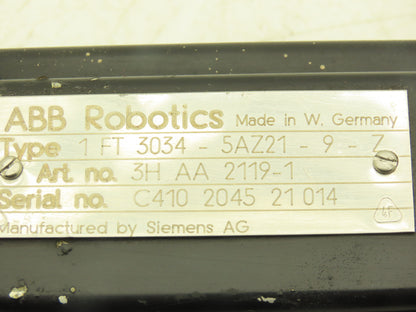 ABB Robotics Made in W. Germany
Type 1 FT 3034 - 5AZ21 - 9 - Z
Art. no. 3H AA 2119-1
Serial no. C410 2045 21 014
Manufactured by Siemens AG